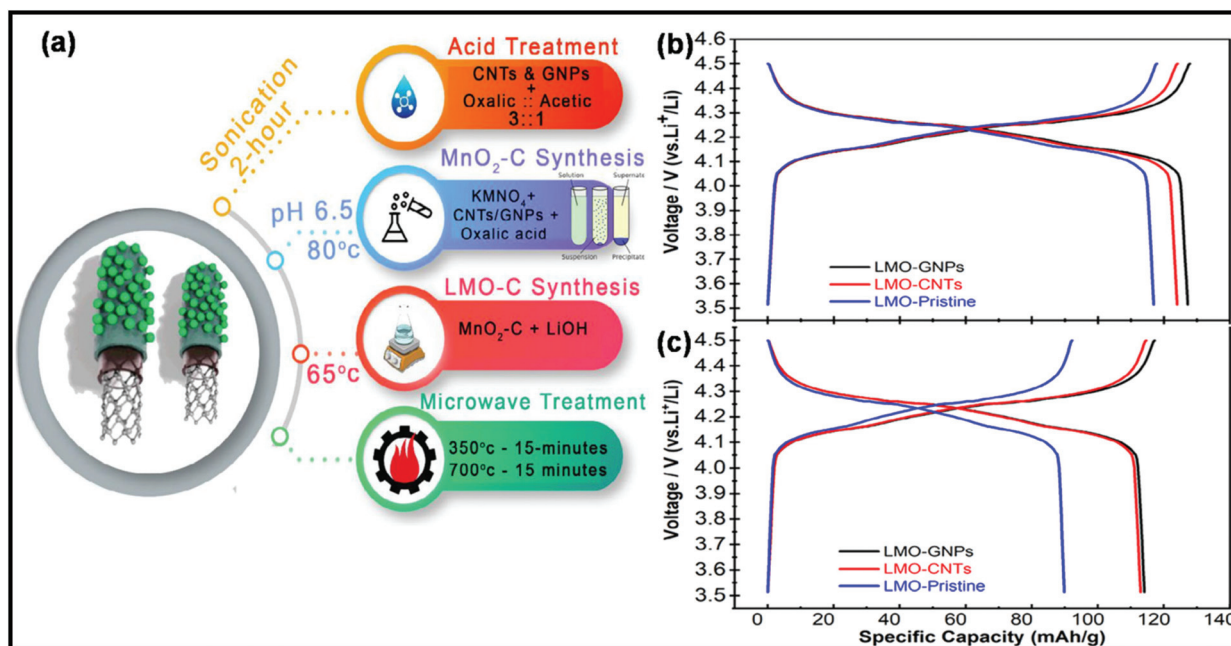 (a)
Sonication
2-hour
Acid Treatment
CNTs & GNPs
+
Oxalic :: Acetic
3::1
pH 6.5
80°c
MnO₂-C Synthesis
KMNO₄+
CNTs/GNPs +
Oxalic acid
Solution
Supernate
Suspension
Precipitate
65°c
LMO-C Synthesis
MnO₂-C + LiOH
Microwave Treatment
350°c - 15-minutes
700°c - 15 minutes
(b)
Voltage / V (vs.Li⁺/Li)
4.6
4.5
4.4
4.3
4.2
4.1
4.0
3.9
3.8
3.7
3.6
3.5
LMO-GNPs
LMO-CNTs
LMO-Pristine
(c)
Voltage / V (vs.Li⁺/Li)
4.5
4.4
4.3
4.2
4.1
4.0
3.9
3.8
3.7
3.6
3.5
LMO-GNPs
LMO-CNTs
LMO-Pristine
0 20 40 60 80 100 120 140
Specific Capacity (mAh/g)